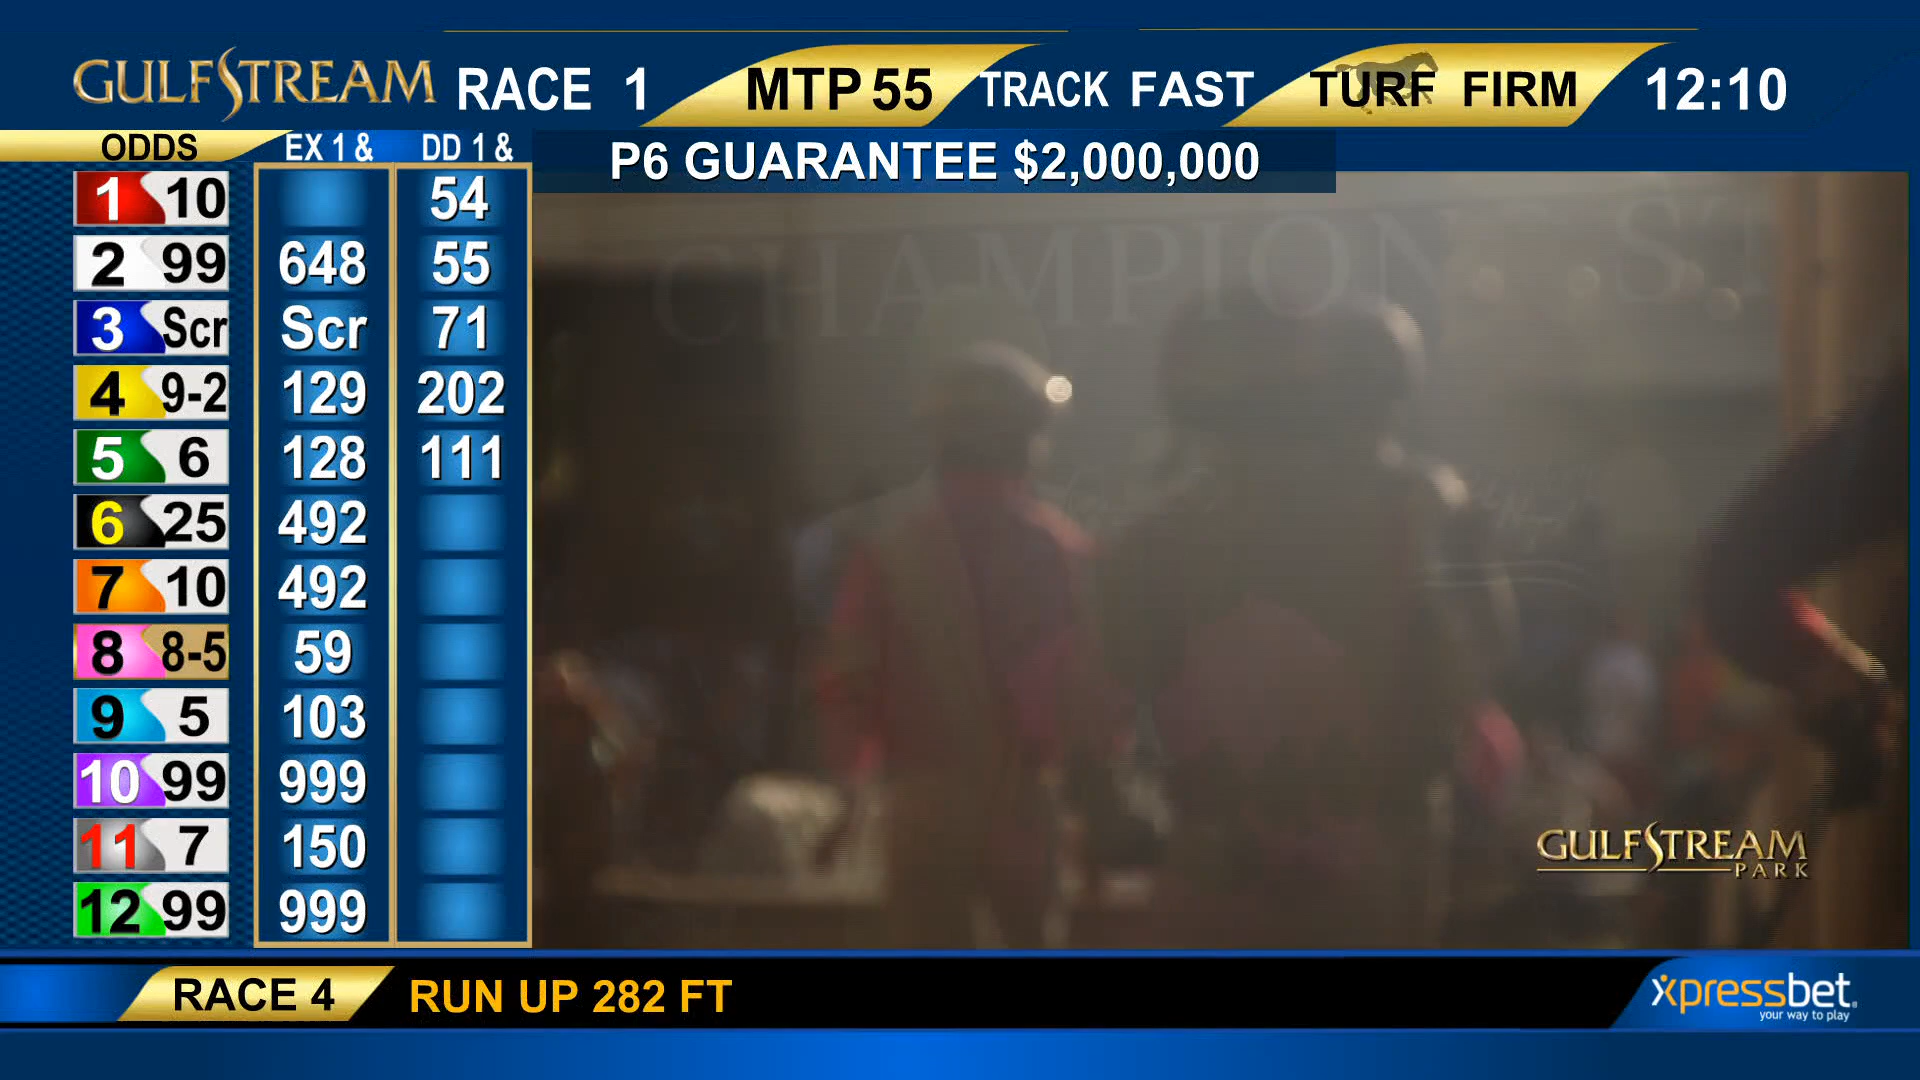 GULFSTREAM RACE 1 MTP 55 TRACK FAST TURF FIRM 12:10
ODDS EX 1 & DD 1 & P6 GUARANTEE $2,000,000
1 10 54
2 99 648 55
3 Scr Scr 71
4 9-2 129 202
5 6 128 111
6 25 492
7 10 492
8 8-5 59
9 5 103
10 99 999
11 7 150
12 99 999
CHAMPIONS
GULFSTREAM
PARK
RACE 4 RUN UP 282 FT xpressbet.
your way to play